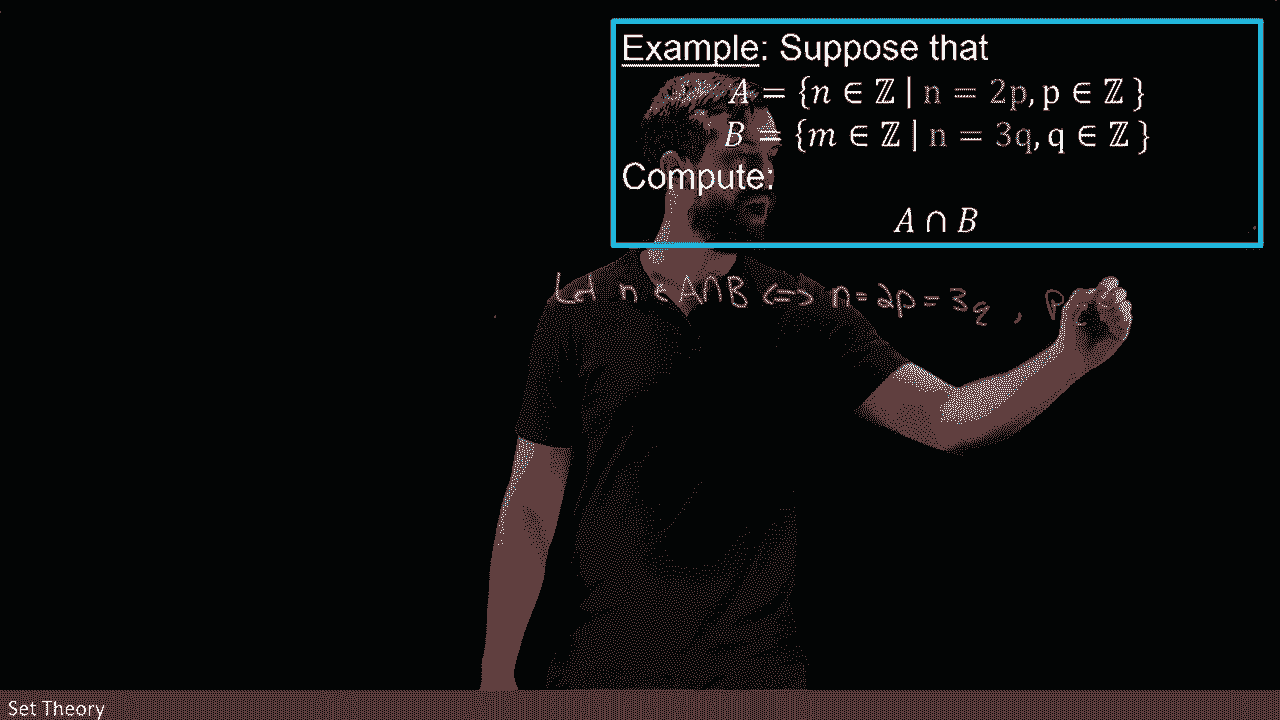 Example: Suppose that
A = {n ∈ ℤ | n = 2p, p ∈ ℤ }
B = {m ∈ ℤ | n = 3q, q ∈ ℤ }
Compute:
A ∩ B
Let n ∈ A∩B ⟺ n=2p=3q , p
Set Theory